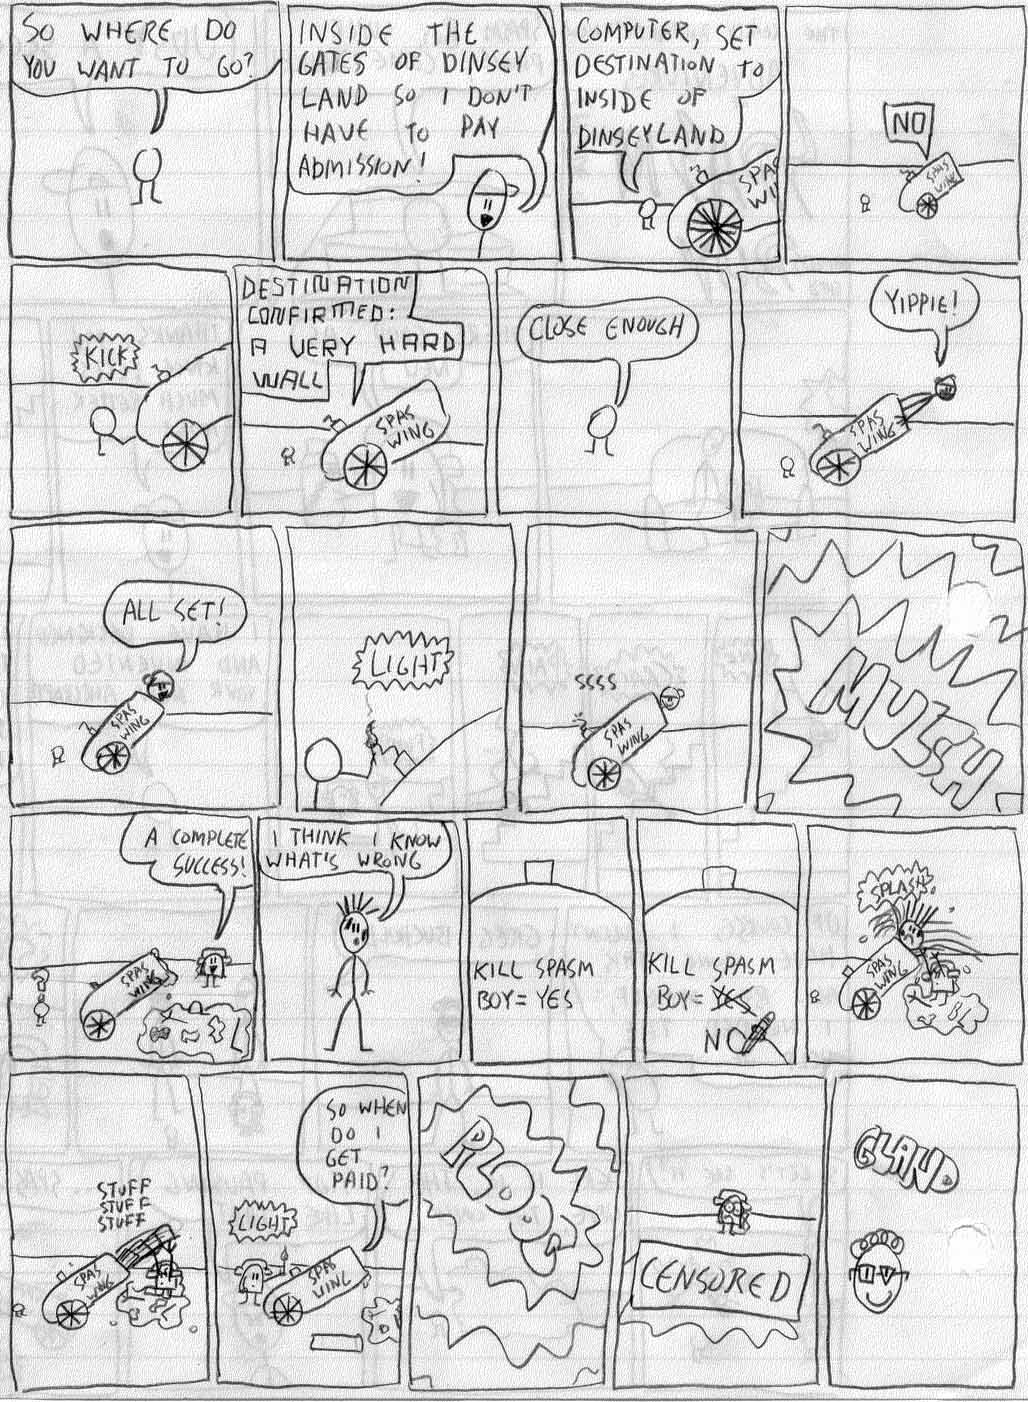 SO WHERE DO
YOU WANT TO GO?
INSIDE THE
GATES OF DINSEY
LAND SO I DON'T
HAVE TO PAY
ADMISSION!
COMPUTER, SET
DESTINATION TO
INSIDE OF
DINSEYLAND
SPAS
WIN
NO
SPAS
WING
KICK
DESTINATION
CONFIRMED:
A VERY HARD
WALL
SPAS
WING
CLOSE ENOUGH
YIPPIE!
SPAS
WING
ALL SET!
SPAS
WING
LIGHT
SSSS
SPAS
WING
MULSH
A COMPLETE
SUCCESS!
SPAS
WING
I THINK I KNOW
WHAT'S WRONG
KILL SPASM
BOY= YES
KILL SPASM
BOY= YES
NO
SPLASH
SPAS
WING
STUFF
STUFF
STUFF
SPAS
WING
SO WHEN
DO I
GET
PAID?
LIGHT
SPAS
WING
PLOOP
CENSORED
GLAND